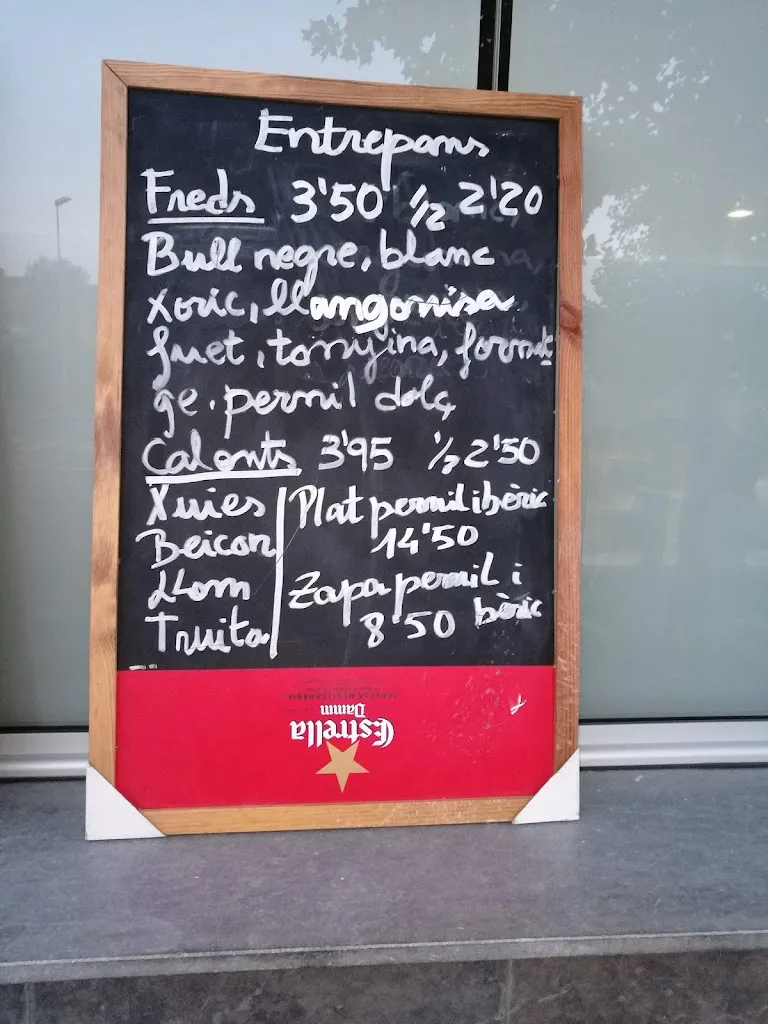 Entrepans
Freds 3'50 1/2 2'20
Bull negre, blanc
xoric, llangonisa
fuet, tonyina, format
ge. pernil dolç
Calents 3'95 1/2 2'50
Xuies
Beicon
Llom
Truita
Plat pernil ibèric
14'50
Zapa pernil i
bèric
8'50
Estrella
Damm